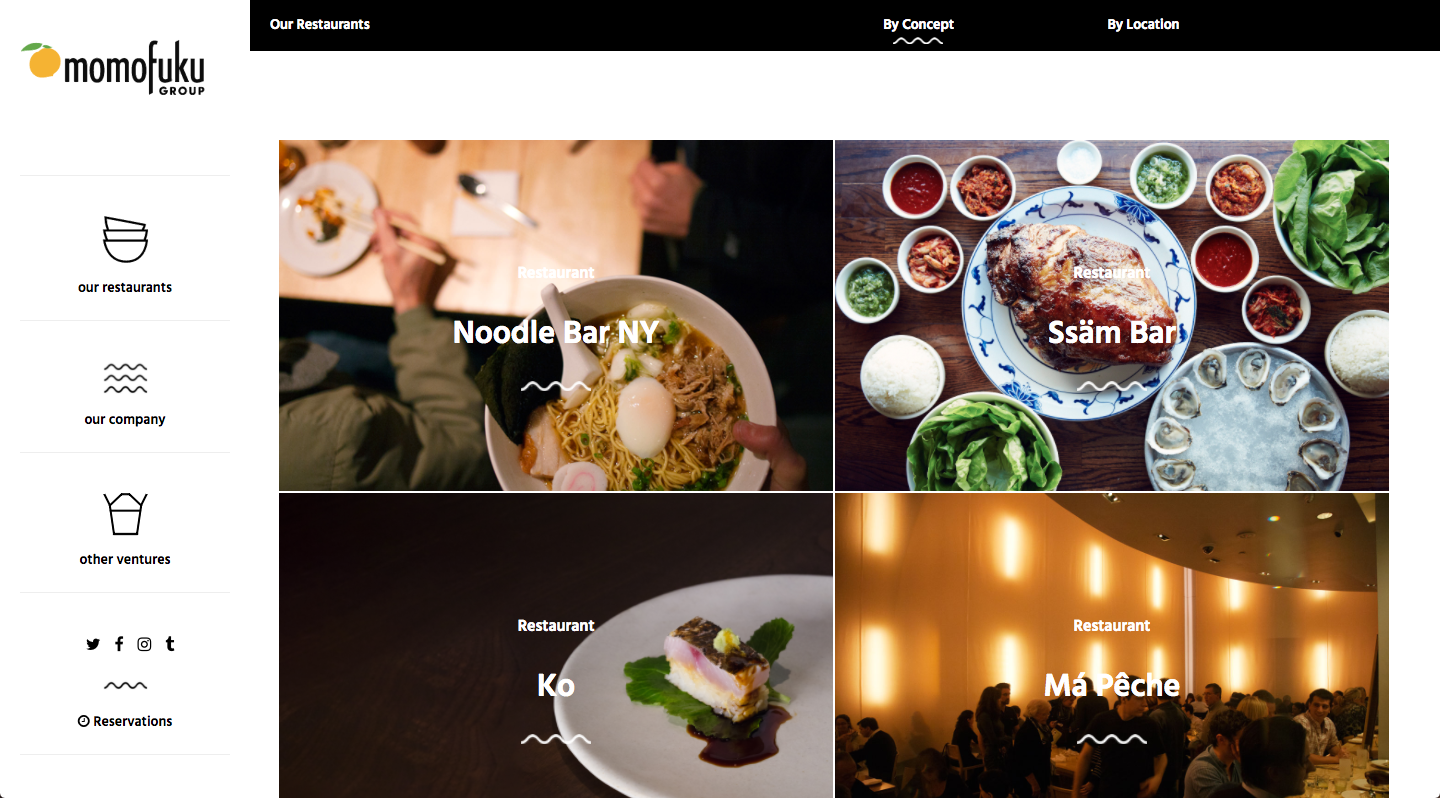 momofuku
GROUP
our restaurants
our company
other ventures
Reservations
Our Restaurants
By Concept
By Location
Restaurant
Noodle Bar NY
Restaurant
Ssäm Bar
Restaurant
Ko
Restaurant
Má Pêche